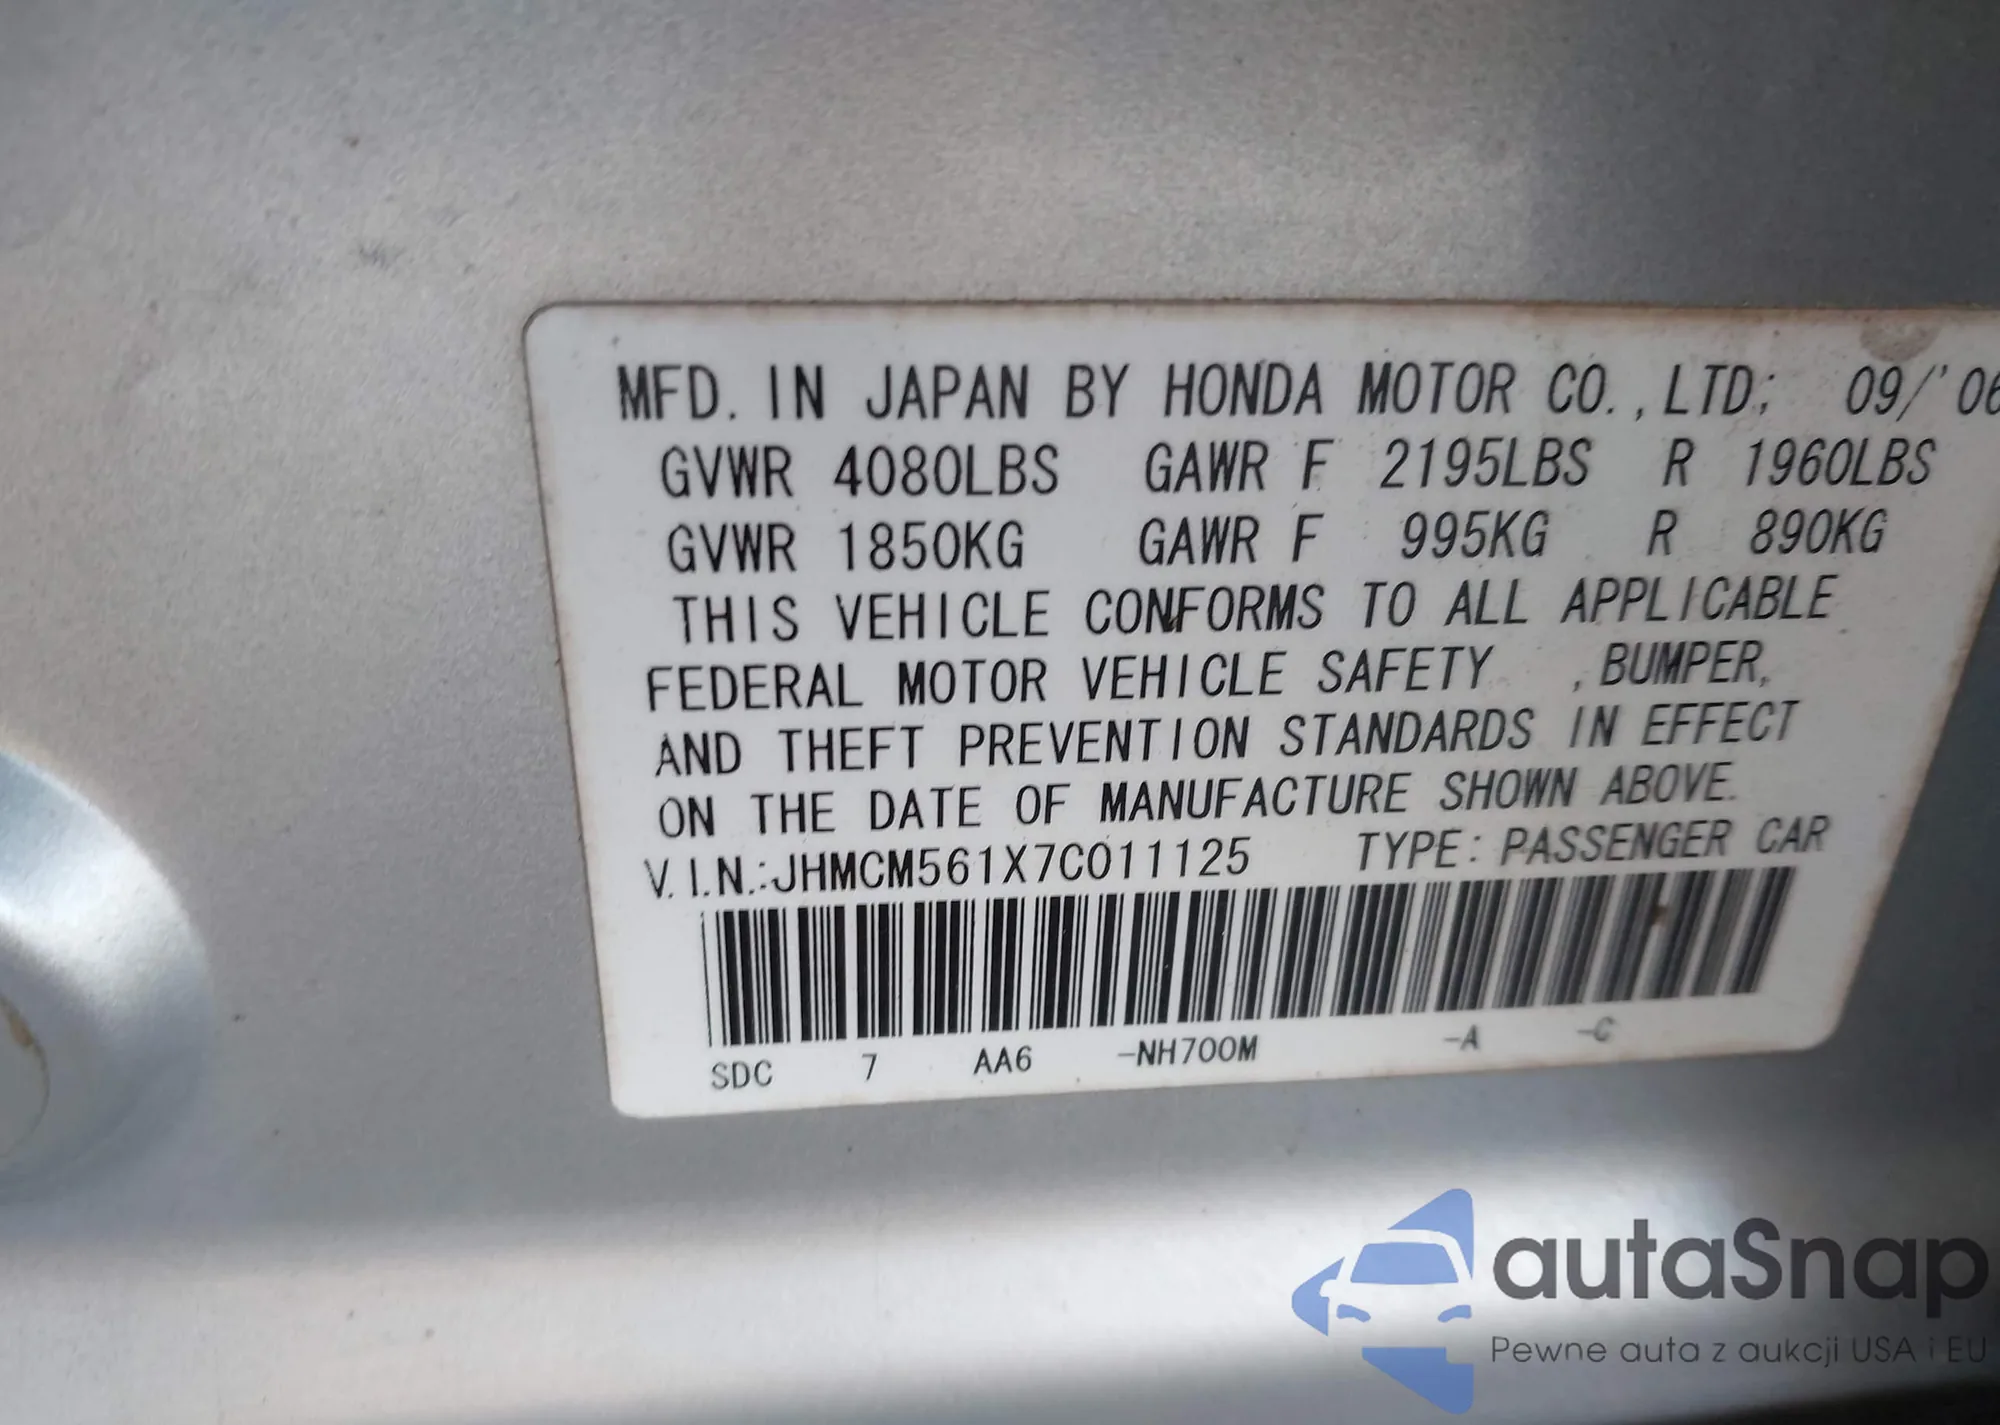 MFD. IN JAPAN BY HONDA MOTOR CO.,LTD; 09/'06
GVWR 4080LBS GAWR F 2195LBS R 1960LBS
GVWR 1850KG GAWR F 995KG R 890KG
THIS VEHICLE CONFORMS TO ALL APPLICABLE
FEDERAL MOTOR VEHICLE SAFETY , BUMPER,
AND THEFT PREVENTION STANDARDS IN EFFECT
ON THE DATE OF MANUFACTURE SHOWN ABOVE.
V.I.N.:JHMCM561X7C011125 TYPE: PASSENGER CAR
SDC 7 AA6 -NH700M -A -C
autaSnap
Pewne auta z aukcji USA i EU